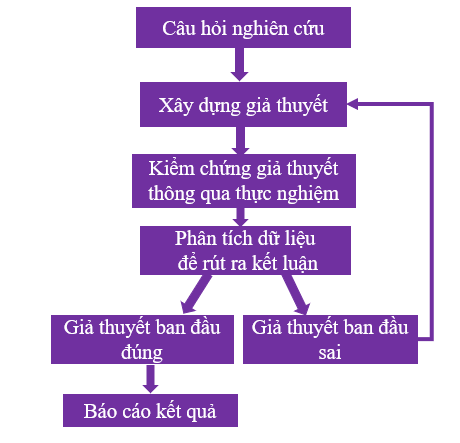 Câu hỏi nghiên cứu
Xây dựng giả thuyết
Kiểm chứng giả thuyết
thông qua thực nghiệm
Phân tích dữ liệu
để rút ra kết luận
Giả thuyết ban đầu
đúng
Giả thuyết ban đầu
sai
Báo cáo kết quả